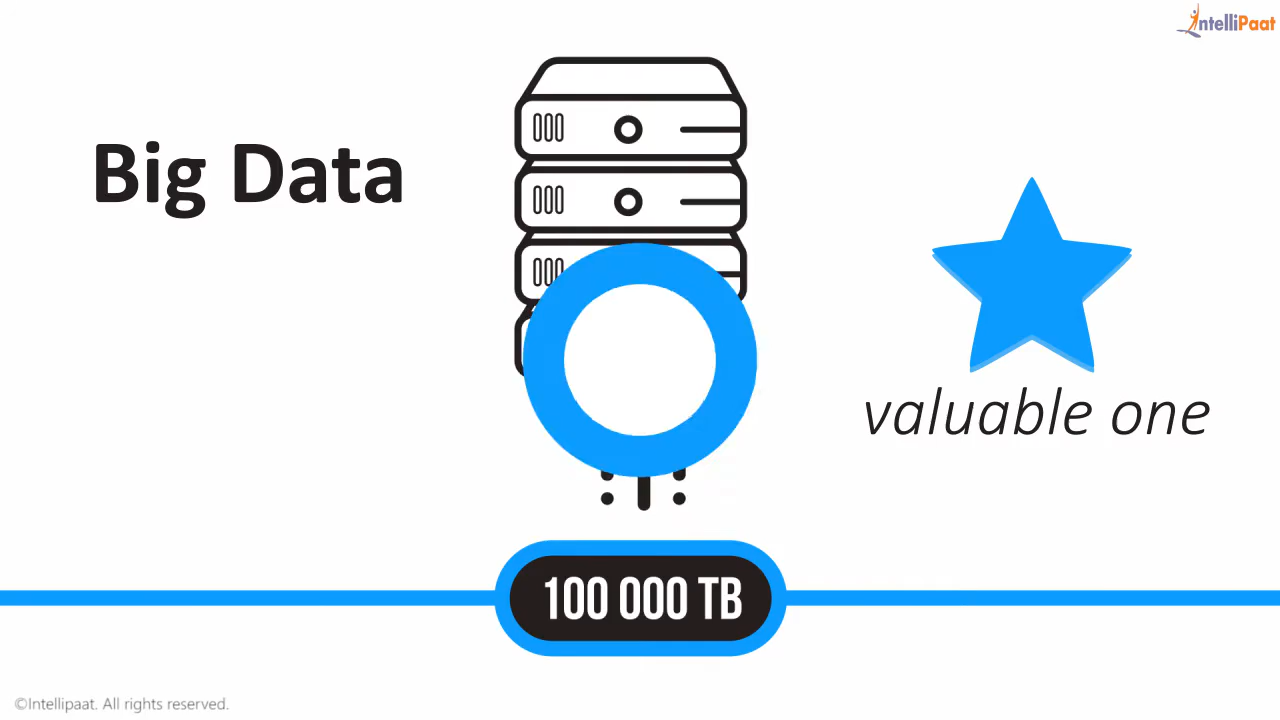 IntelliPaat
Big Data
valuable one
100 000 TB
©Intellipaat. All rights reserved.